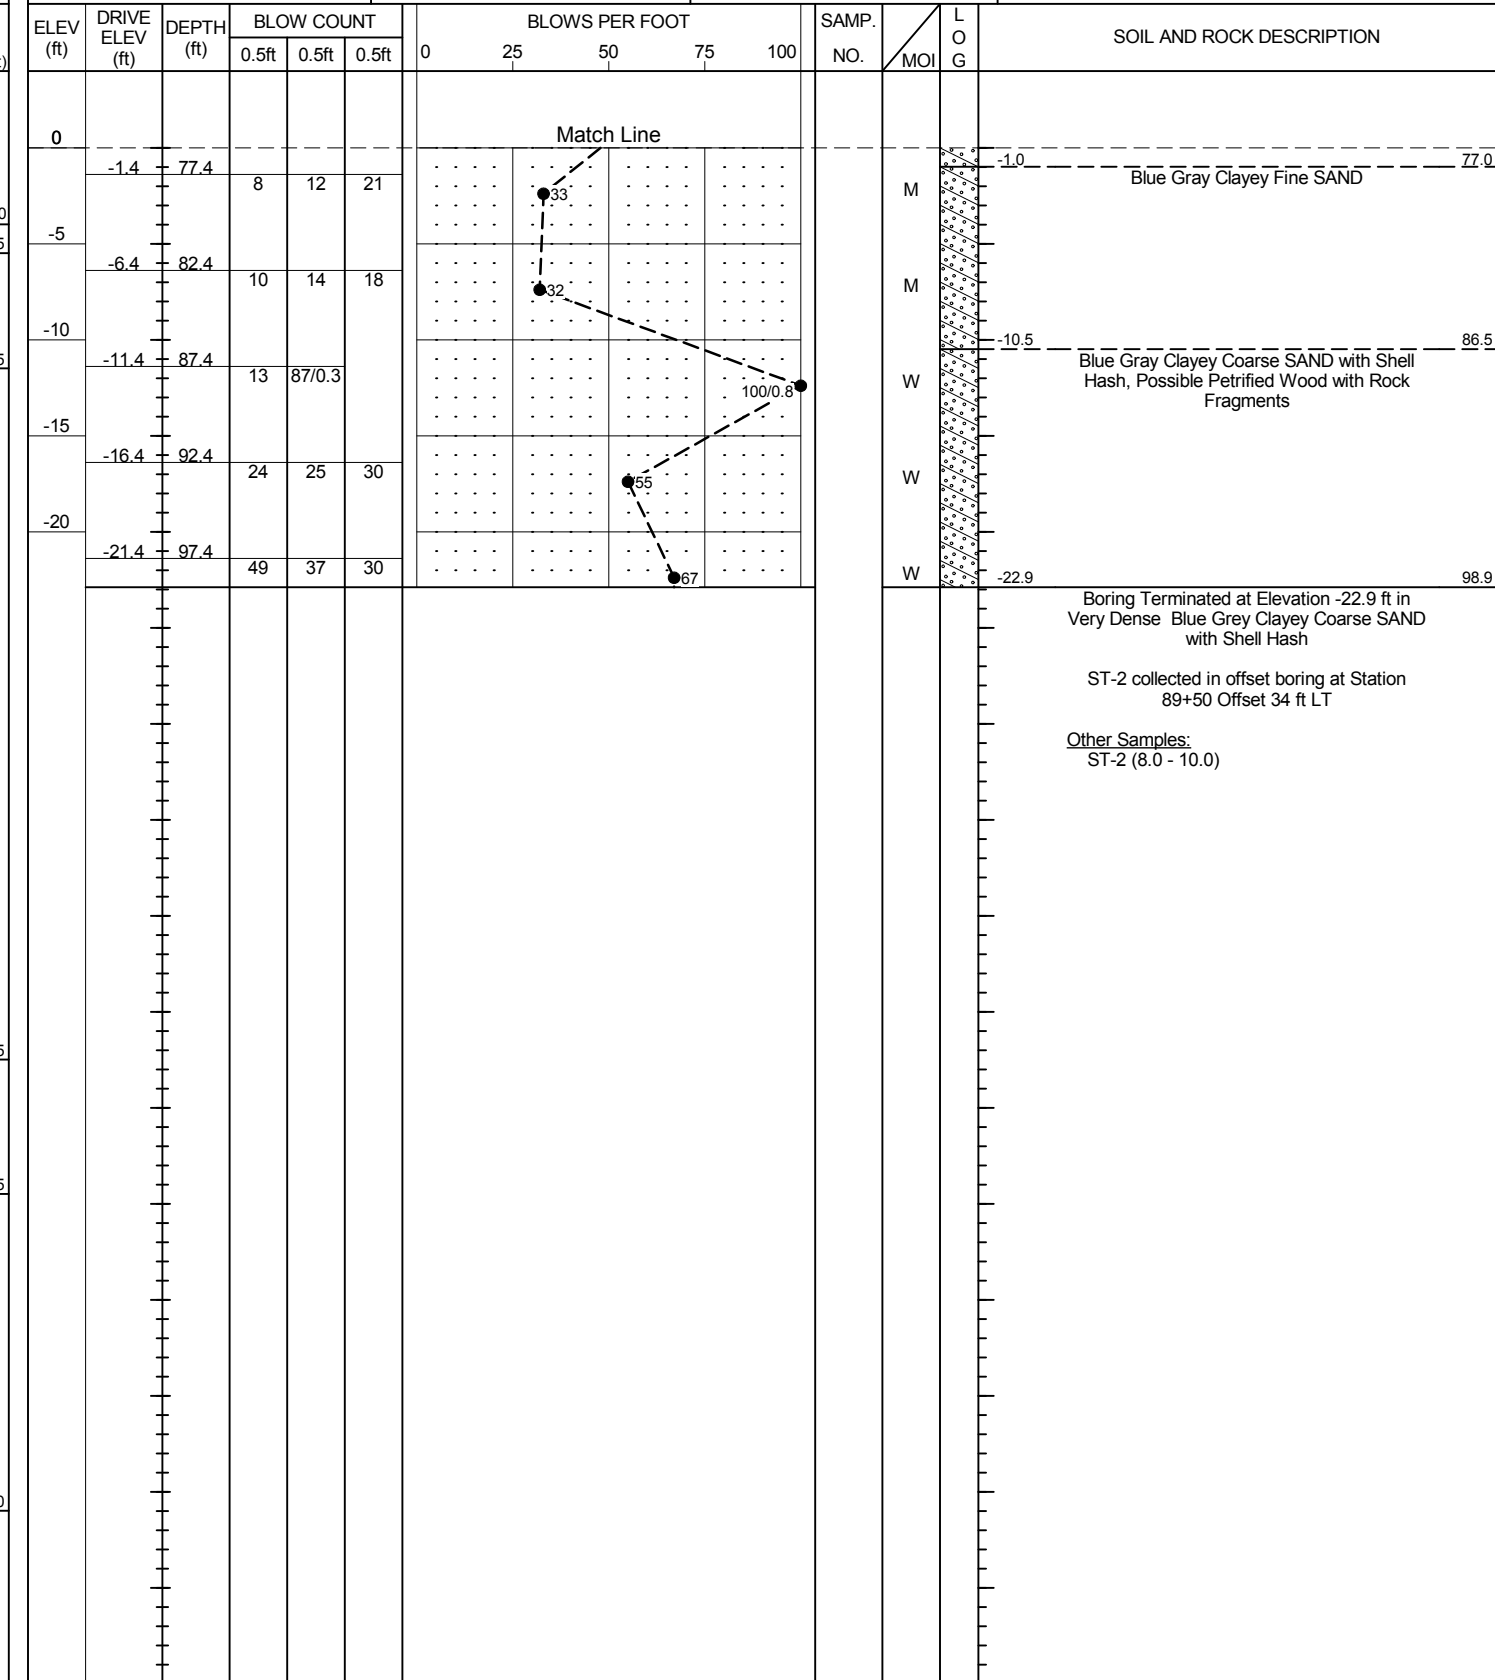 ELEV (ft) DRIVE ELEV (ft) DEPTH (ft) BLOW COUNT BLOWS PER FOOT SAMP. NO. MOI LOG SOIL AND ROCK DESCRIPTION
0.5ft 0.5ft 0.5ft 0 25 50 75 100
0 Match Line
-1.0 77.0
-1.4 77.4
8 12 21 33 M Blue Gray Clayey Fine SAND
-5
-6.4 82.4
10 14 18 32 M
-10
-10.5 86.5
-11.4 87.4
Blue Gray Clayey Coarse SAND with Shell
13 87/0.3 100/0.8 W Hash, Possible Petrified Wood with Rock
Fragments
-15
-16.4 92.4
24 25 30 55 W
-20
-21.4 97.4
49 37 30 67 W
-22.9 98.9
Boring Terminated at Elevation -22.9 ft in
Very Dense Blue Grey Clayey Coarse SAND
with Shell Hash
ST-2 collected in offset boring at Station
89+50 Offset 34 ft LT
Other Samples:
ST-2 (8.0 - 10.0)